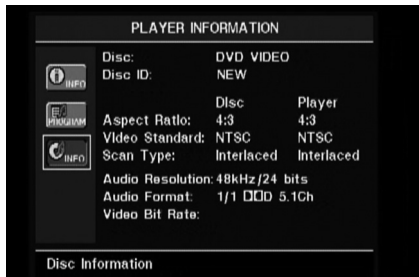 PLAYER INFORMATION
Disc: DVD VIDEO
Disc ID: NEW
INFO
Disc Player
PROGRAM
Aspect Ratio: 4:3 4:3
Video Standard: NTSC NTSC
INFO
Scan Type: Interlaced Interlaced
Audio Resolution: 48kHz/24 bits
Audio Format: 1/1 DD D 5.1Ch
Video Bit Rate:
Disc Information